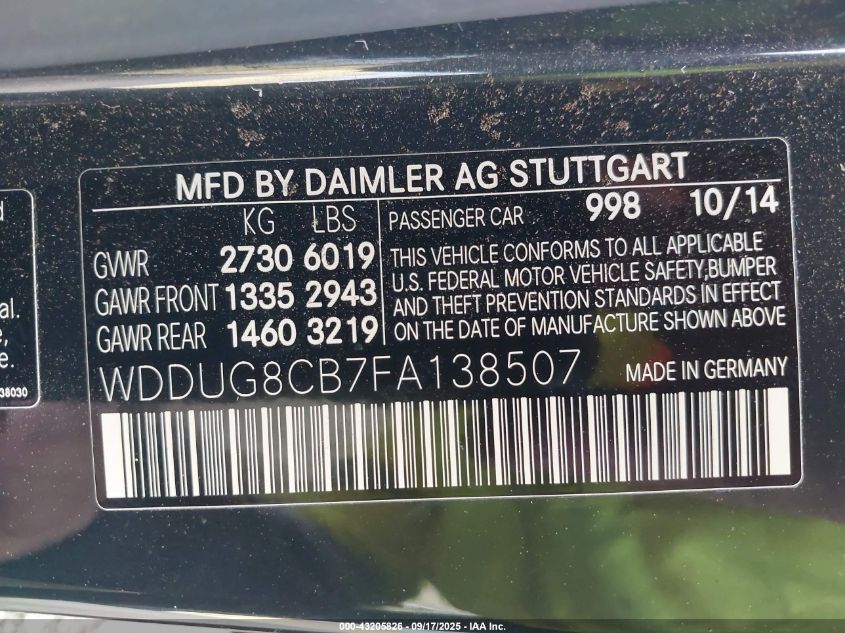 MFD BY DAIMLER AG STUTTGART
KG LBS
GVWR 2730 6019
GAWR FRONT 1335 2943
GAWR REAR 1460 3219
PASSENGER CAR 998 10/14
THIS VEHICLE CONFORMS TO ALL APPLICABLE
U.S. FEDERAL MOTOR VEHICLE SAFETY,BUMPER
AND THEFT PREVENTION STANDARDS IN EFFECT
ON THE DATE OF MANUFACTURE SHOWN ABOVE
WDDUG8CB7FA138507 MADE IN GERMANY
38030
000-43205826 - 09/17/2025 - IAA Inc.